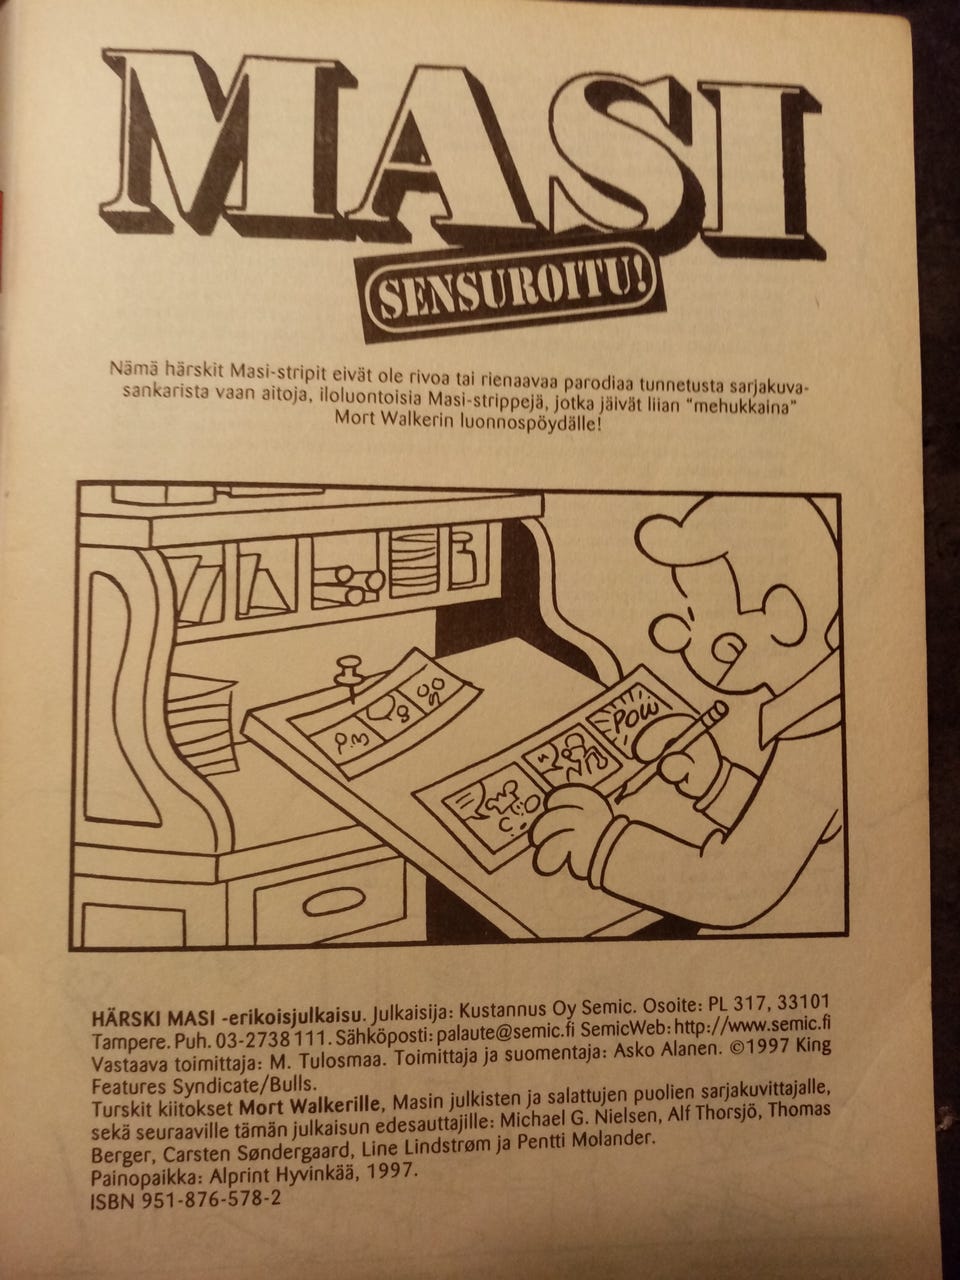 MASI
SENSUROITU!
Nämä härskit Masi-stripit eivät ole rivoa tai rienaavaa parodiaa tunnetusta sarjakuva-
sankarista vaan aitoja, iloluontoisia Masi-strippejä, jotka jäivät liian "mehukkaina"
Mort Walkerin luonnospöydälle!
POW
HÄRSKI MASI -erikoisjulkaisu. Julkaisija: Kustannus Oy Semic. Osoite: PL 317, 33101
Tampere. Puh. 03-2738 111. Sähköposti: palaute@semic.fi SemicWeb: http://www.semic.fi
Vastaava toimittaja: M. Tulosmaa. Toimittaja ja suomentaja: Asko Alanen. ©1997 King
Features Syndicate/Bulls.
Turskit kiitokset Mort Walkerille, Masin julkisten ja salattujen puolien sarjakuvittajalle,
sekä seuraaville tämän julkaisun edesauttajille: Michael G. Nielsen, Alf Thorsjö, Thomas
Berger, Carsten Søndergaard, Line Lindstrøm ja Pentti Molander.
Painopaikka: Alprint Hyvinkää, 1997.
ISBN 951-876-578-2